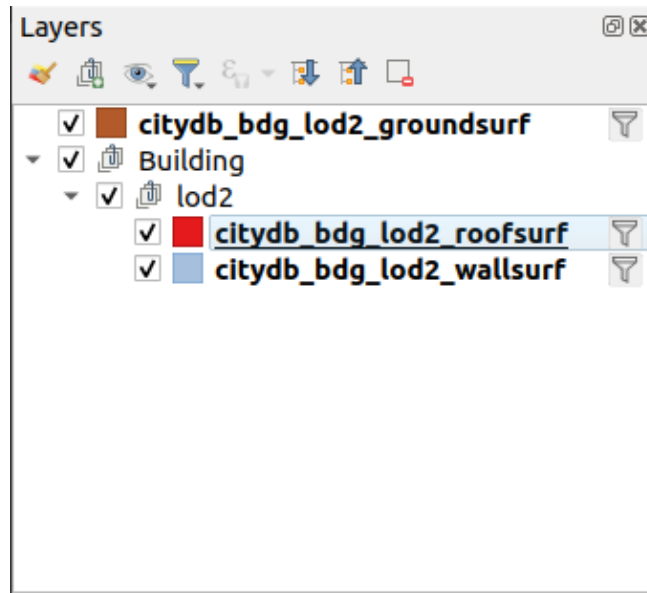 Layers
citydb_bdg_lod2_groundsurf
Building
lod2
citydb_bdg_lod2_roofsurf
citydb_bdg_lod2_wallsurf